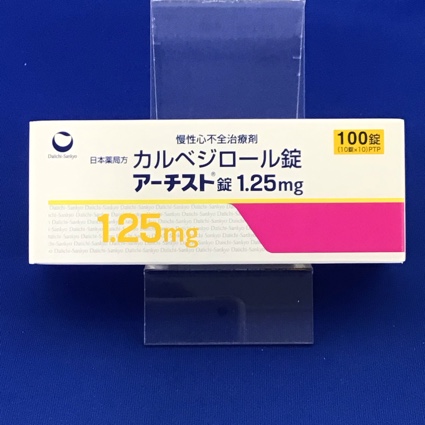 慢性心不全治療剤
100錠
(10錠×10)PTP
Daiichi-Sankyo
日本薬局方 カルベジロール錠
アーチスト®錠 1.25mg
1.25mg